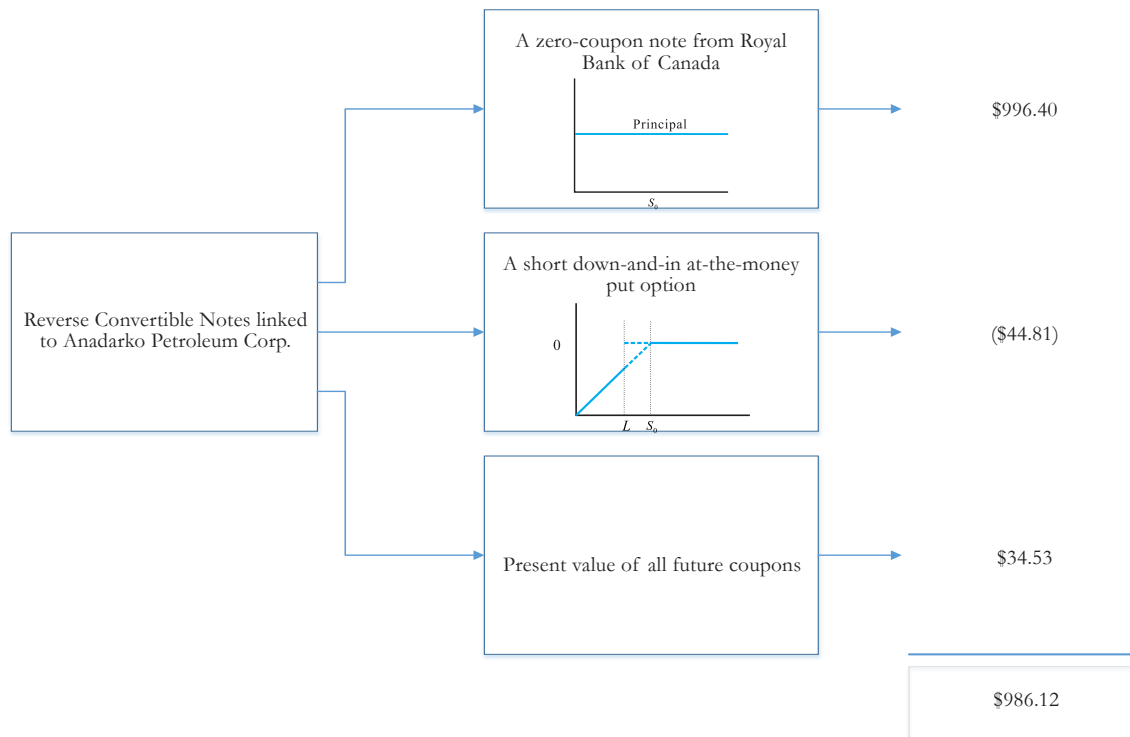 A zero-coupon note from Royal
Bank of Canada
Principal
S₀
$996.40
Reverse Convertible Notes linked
to Anadarko Petroleum Corp.
A short down-and-in at-the-money
put option
0
L S₀
($44.81)
Present value of all future coupons
$34.53
$986.12